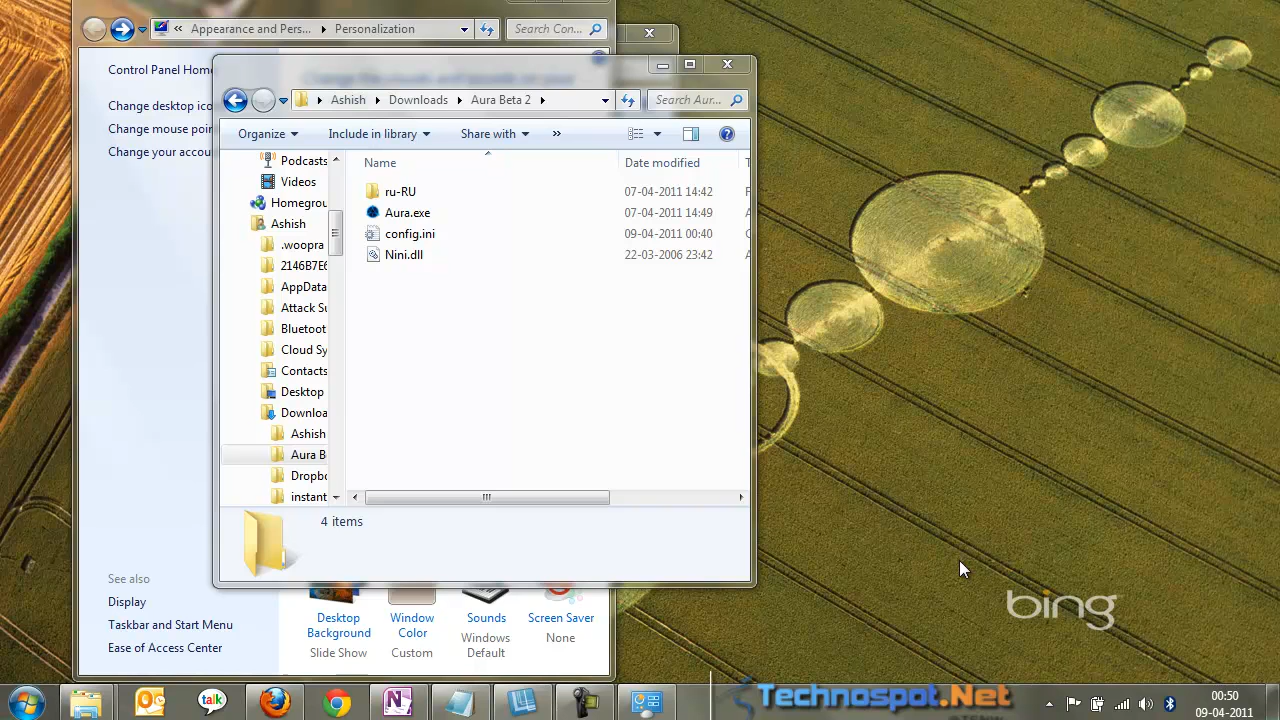 Appearance and Pers... Personalization Search Con...
Control Panel Home
Change desktop ico
Change mouse poin
Change your accou
Ashish Downloads Aura Beta 2 Search Aur...
Organize Include in library Share with »
Podcasts
Videos
Homegrou
Ashish
.woopra
2146B7E6
AppData
Attack Su
Bluetoot
Cloud Sy
Contacts
Desktop
Downloa
Ashish
Aura B
Dropbo
instant
Name Date modified T
ru-RU 07-04-2011 14:42 F
Aura.exe 07-04-2011 14:49 A
config.ini 09-04-2011 00:40 C
Nini.dll 22-03-2006 23:42 A
4 items
See also
Display
Taskbar and Start Menu
Ease of Access Center
Desktop Background
Slide Show
Window Color
Custom
Sounds
Windows Default
Screen Saver
None
bing
talk
Technospot.Net
00:50
09-04-2011